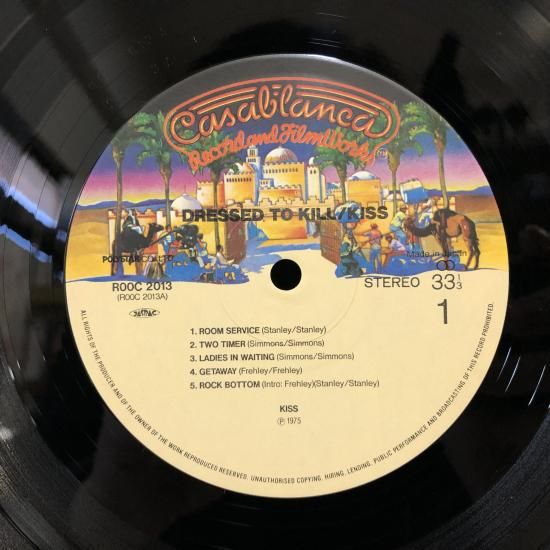 Casablanca
Record and FilmWorks
DRESSED TO KILL/KISS
POLYSTAR CO., LTD.
Made in Japan
R00C 2013
(R00C 2013A)
STEREO 33 1/3
1
JASRAC
1. ROOM SERVICE (Stanley/Stanley)
2. TWO TIMER (Simmons/Simmons)
3. LADIES IN WAITING (Simmons/Simmons)
4. GETAWAY (Frehley/Frehley)
5. ROCK BOTTOM (Intro: Frehley)(Stanley/Stanley)
KISS
Ⓟ 1975
ALL RIGHTS OF THE PRODUCER AND OF THE OWNER OF THE WORK REPRODUCED RESERVED. UNAUTHORISED COPYING, HIRING, LENDING, PUBLIC PERFORMANCE AND BROADCASTING OF THIS RECORD PROHIBITED.